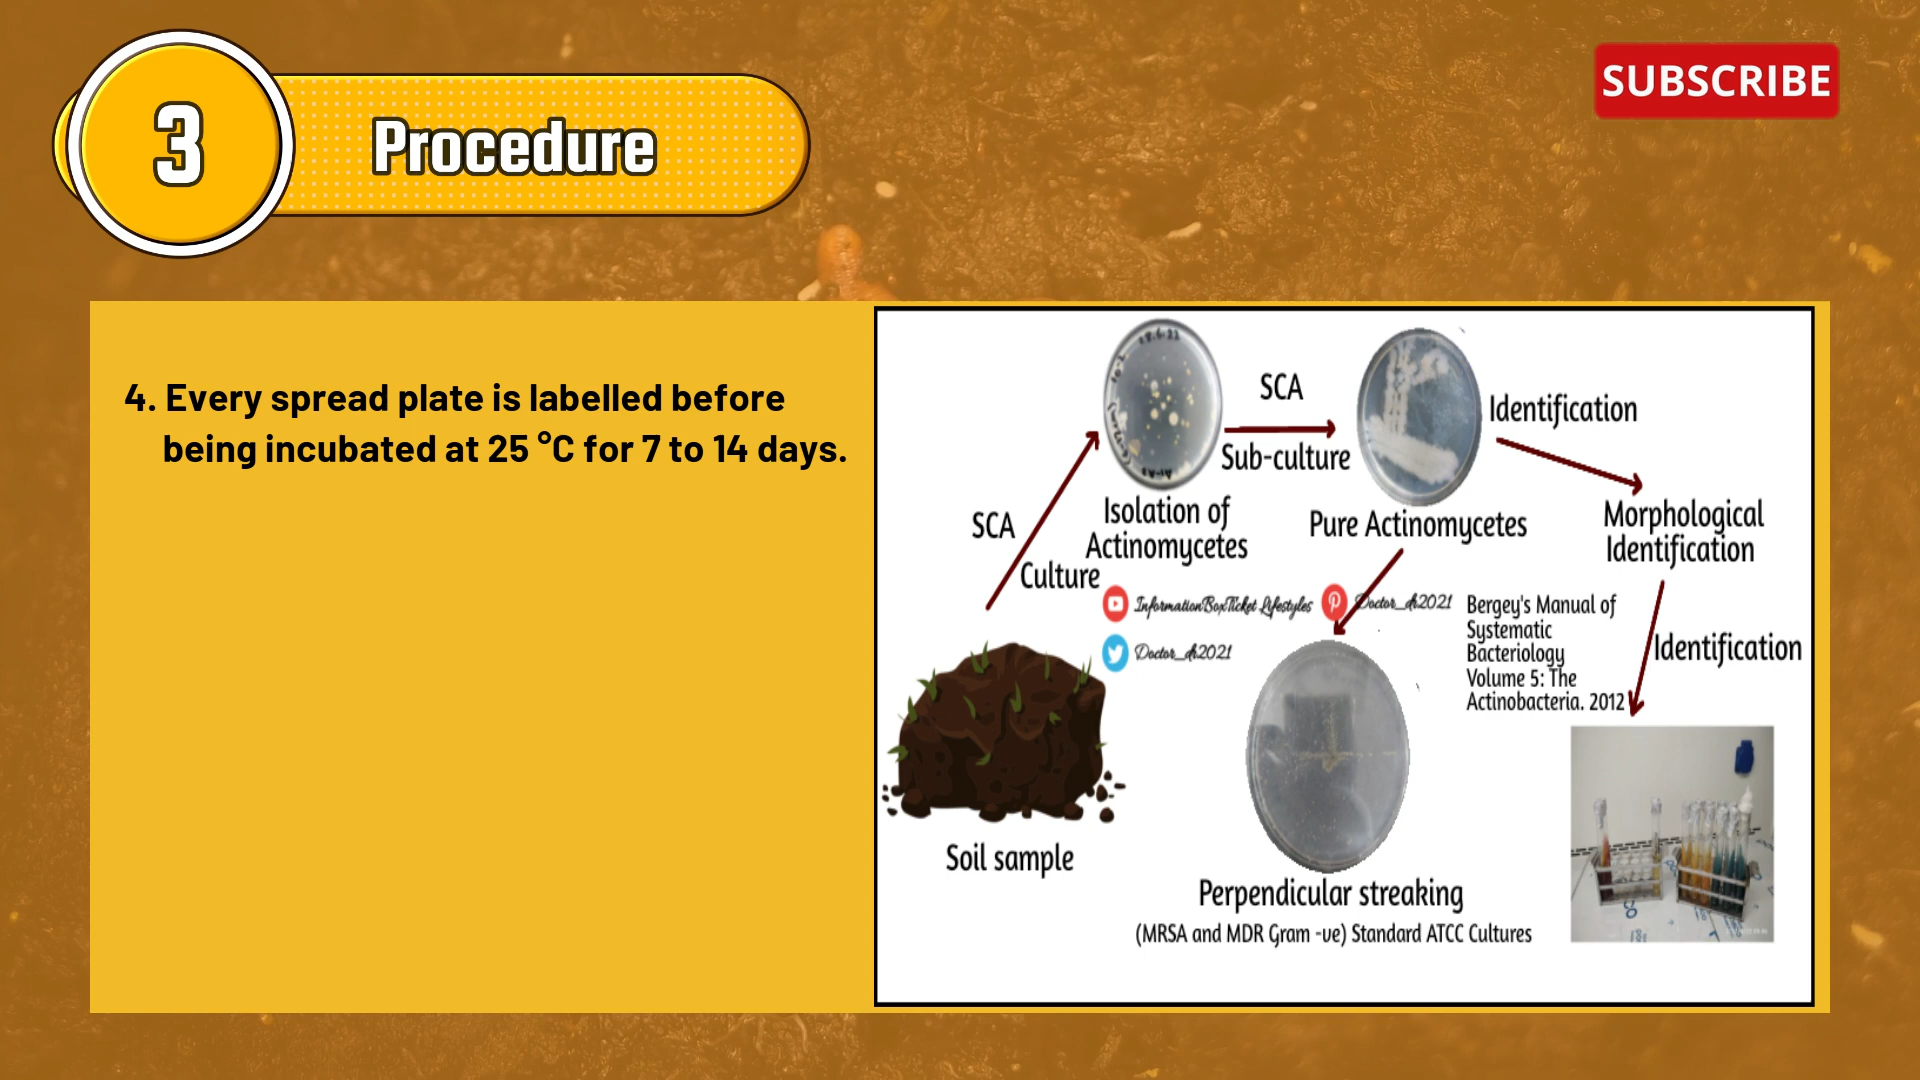 3
Procedure
SUBSCRIBE
4. Every spread plate is labelled before
being incubated at 25 °C for 7 to 14 days.
SCA
Culture
Isolation of
Actinomycetes
SCA
Sub-culture
Pure Actinomycetes
Identification
Morphological
Identification
InformationBoxTicket Lifestyles
Doctor_dr2021
Doctor_dr2021
Bergey's Manual of
Systematic
Bacteriology
Volume 5: The
Actinobacteria. 2012
Identification
Soil sample
Perpendicular streaking
(MRSA and MDR Gram -ve) Standard ATCC Cultures